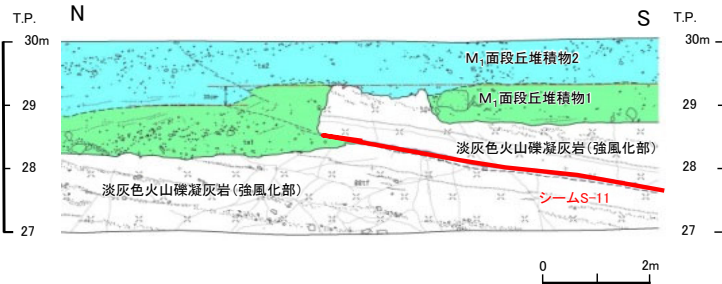 T.P.
N
S
T.P.
30m
30m
M₁面段丘堆積物2
29
M₁面段丘堆積物1
29
淡灰色火山礫凝灰岩(強風化部)
28
28
淡灰色火山礫凝灰岩(強風化部)
シームS-11
27
27
0
2m